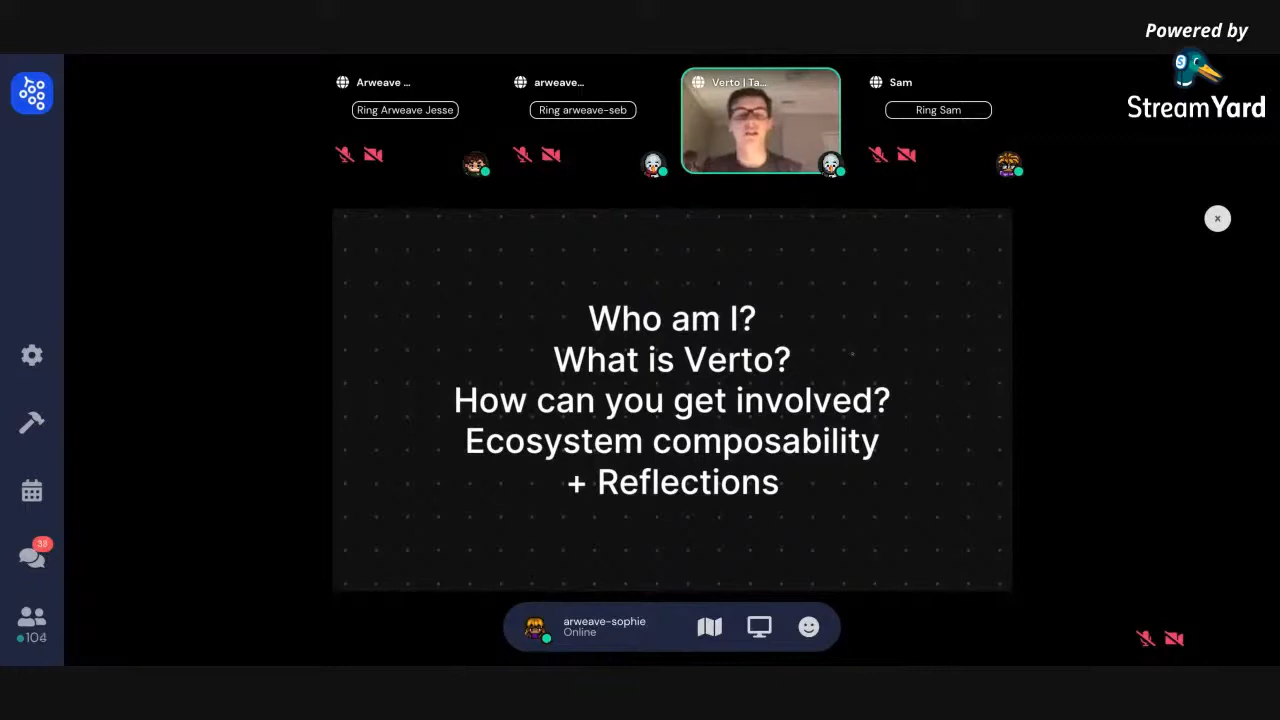 Powered by
StreamYard
Arweave ...
Ring Arweave Jesse
arweave...
Ring arweave-seb
Verto | Ta...
Sam
Ring Sam
×
Who am I?
What is Verto?
How can you get involved?
Ecosystem composability
+ Reflections
39
104
arweave-sophie
Online